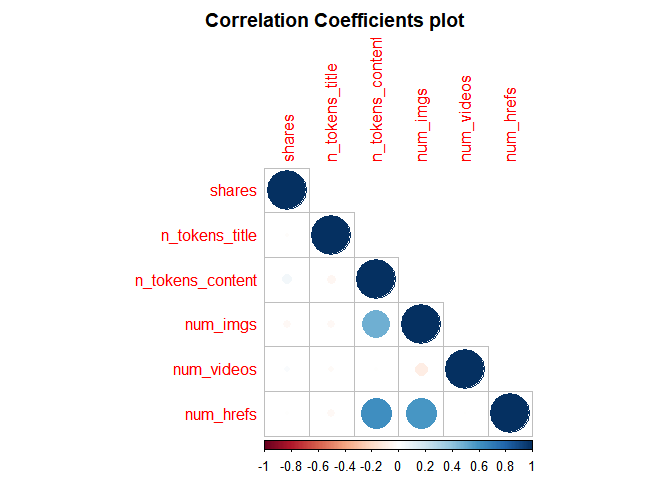 Correlation Coefficients plot
shares
n_tokens_title
n_tokens_content
num_imgs
num_videos
num_hrefs
shares
n_tokens_title
n_tokens_content
num_imgs
num_videos
num_hrefs
-1 -0.8 -0.6 -0.4 -0.2 0 0.2 0.4 0.6 0.8 1